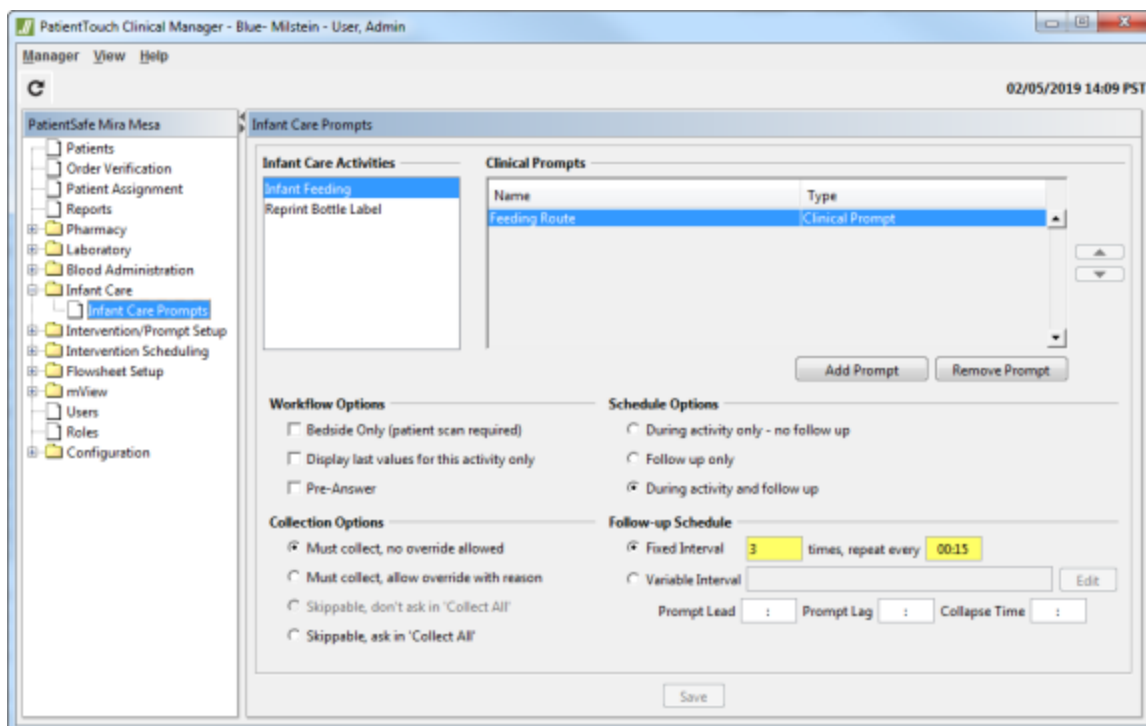 PatientTouch Clinical Manager - Blue- Milstein - User, Admin
Manager View Help
02/05/2019 14:09 PST
PatientSafe Mira Mesa
Patients
Order Verification
Patient Assignment
Reports
Pharmacy
Laboratory
Blood Administration
Infant Care
Infant Care Prompts
Intervention/Prompt Setup
Intervention Scheduling
Flowsheet Setup
mView
Users
Roles
Configuration
Infant Care Prompts
Infant Care Activities
Infant Feeding
Reprint Bottle Label
Clinical Prompts
Name Type
Feeding Route Clinical Prompt
Add Prompt Remove Prompt
Workflow Options
Bedside Only (patient scan required)
Display last values for this activity only
Pre-Answer
Schedule Options
During activity only - no follow up
Follow up only
During activity and follow up
Collection Options
Must collect, no override allowed
Must collect, allow override with reason
Skippable, don't ask in 'Collect All'
Skippable, ask in 'Collect All'
Follow-up Schedule
Fixed Interval 3 times, repeat every 00:15
Variable Interval Edit
Prompt Lead : Prompt Lag : Collapse Time :
Save